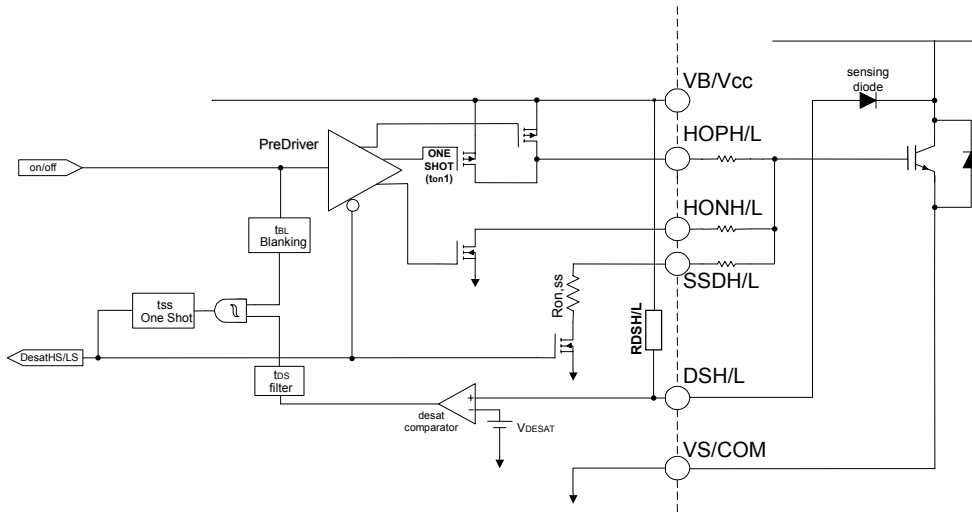 VB/Vcc
sensing
diode
PreDriver
HOPH/L
ONE
SHOT
(ton1)
on/off
tBL
Blanking
HONH/L
SSDH/L
Ron,ss
tss
One Shot
RDSH/L
DesatHS/LS
tDS
filter
DSH/L
+
-
desat
comparator
VDESAT
VS/COM